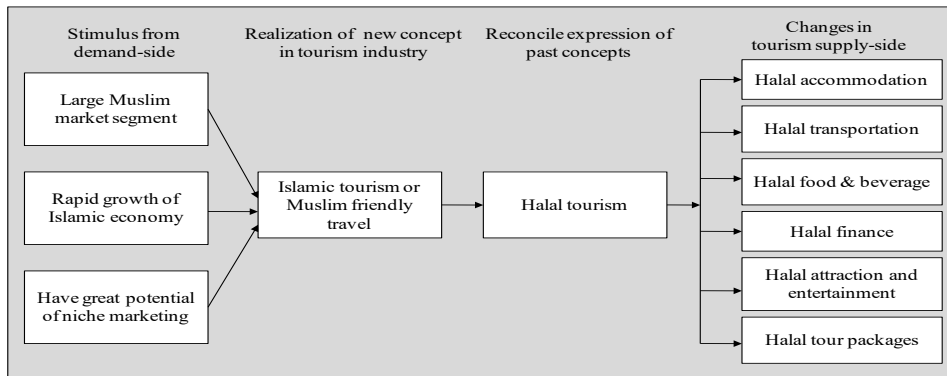 Stimulus from
demand-side
Realization of new concept
in tourism industry
Reconcile expression of
past concepts
Changes in
tourism supply-side
Large Muslim
market segment
Rapid growth of
Islamic economy
Have great potential
of niche marketing
Islamic tourism or
Muslim friendly
travel
Halal tourism
Halal accommodation
Halal transportation
Halal food & beverage
Halal finance
Halal attraction and
entertainment
Halal tour packages